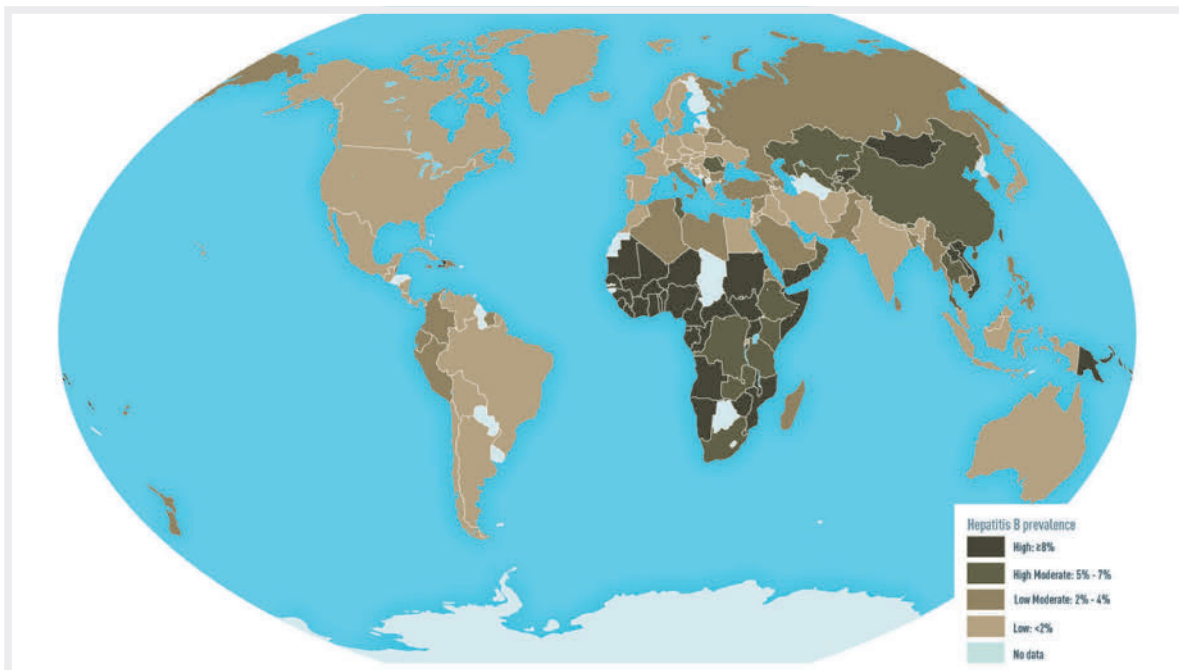 Hepatitis B prevalence
High: ≥8%
High Moderate: 5% - 7%
Low Moderate: 2% - 4%
Low: <2%
No data